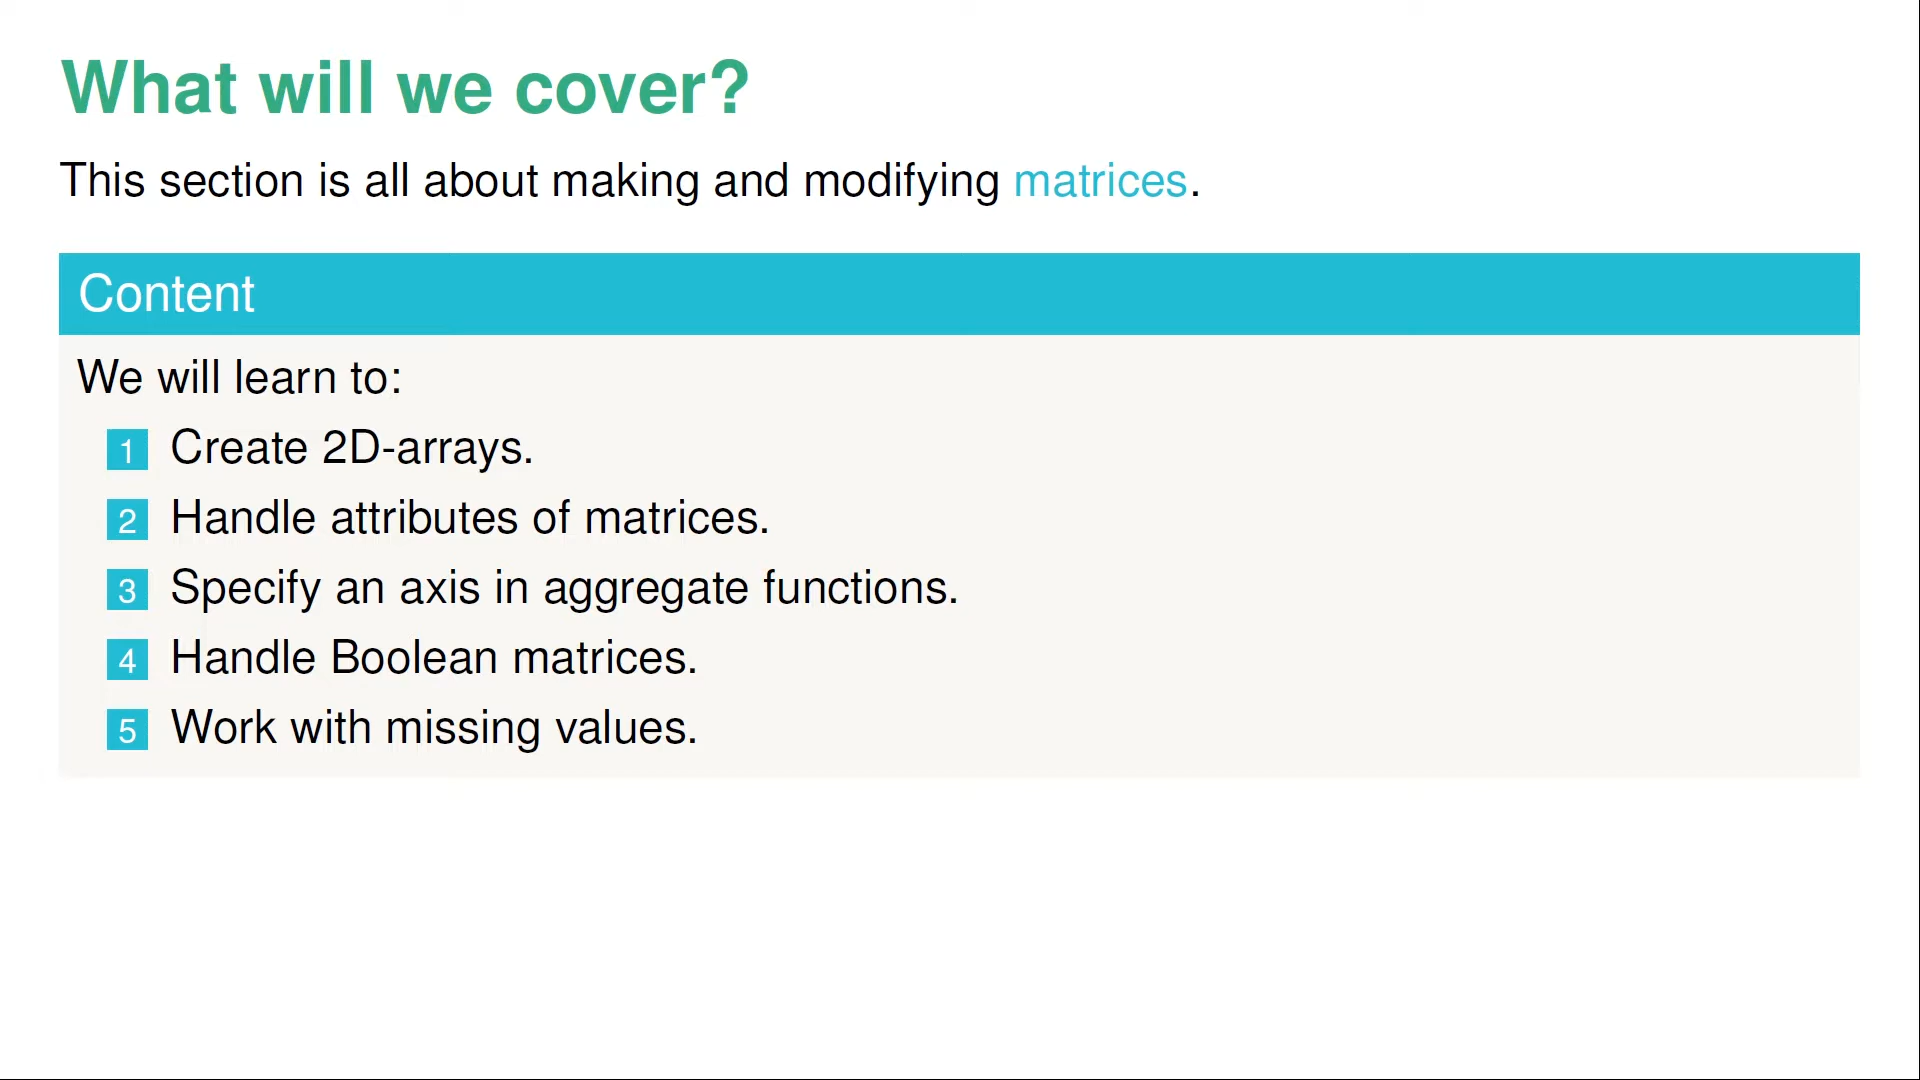 What will we cover?
This section is all about making and modifying matrices.
Content
We will learn to:
1 Create 2D-arrays.
2 Handle attributes of matrices.
3 Specify an axis in aggregate functions.
4 Handle Boolean matrices.
5 Work with missing values.